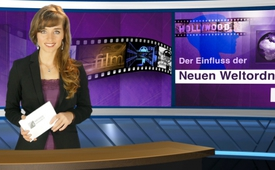 film
HOLLYWOOD
Der Einfluss der
Neuen Weltordn